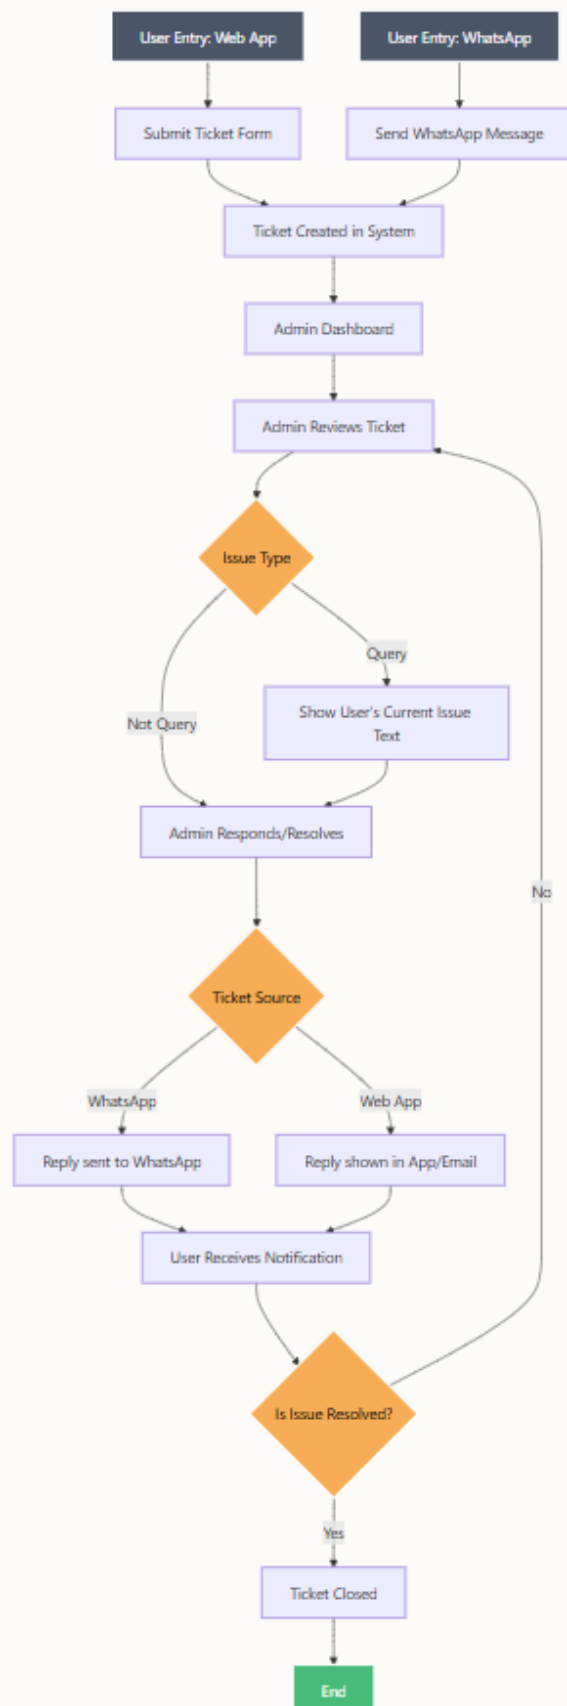 User Entry: Web App
User Entry: WhatsApp
Submit Ticket Form
Send WhatsApp Message
Ticket Created in System
Admin Dashboard
Admin Reviews Ticket
Issue Type
Query
Show User's Current Issue
Text
Not Query
Admin Responds/Resolves
No
Ticket Source
WhatsApp
Web App
Reply sent to WhatsApp
Reply shown in App/Email
User Receives Notification
Is Issue Resolved?
Yes
Ticket Closed
End